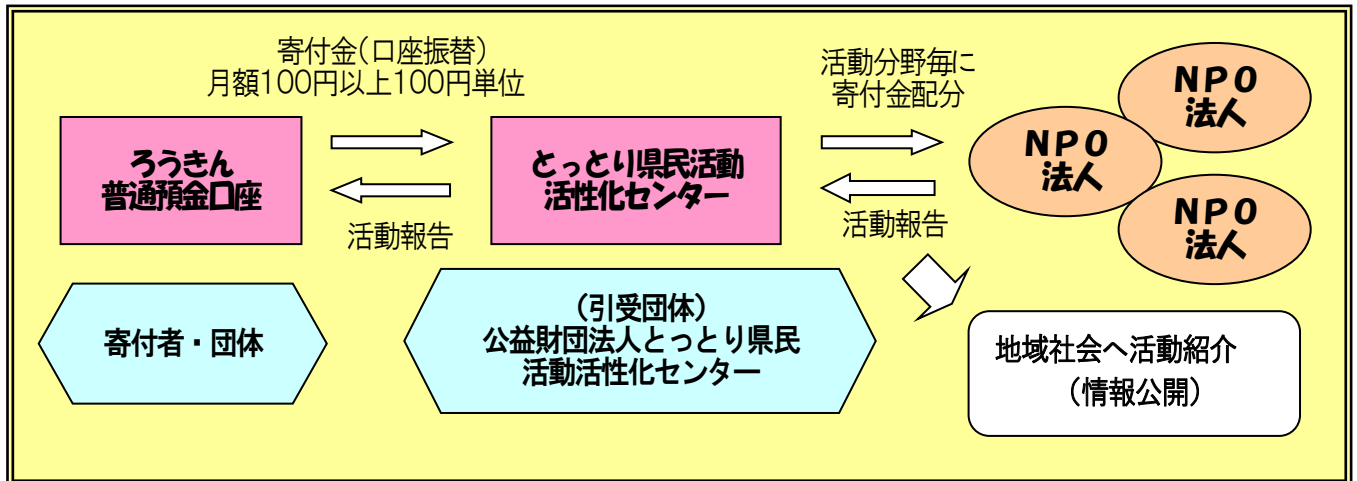 寄付金(口座振替)
月額100円以上100円単位
活動分野毎に
寄付金配分
ろうきん
普通預金口座
とっとり県民活動
活性化センター
NPO
法人
NPO
法人
NPO
法人
活動報告
活動報告
寄付者・団体
(引受団体)
公益財団法人とっとり県民
活動活性化センター
地域社会へ活動紹介
(情報公開)